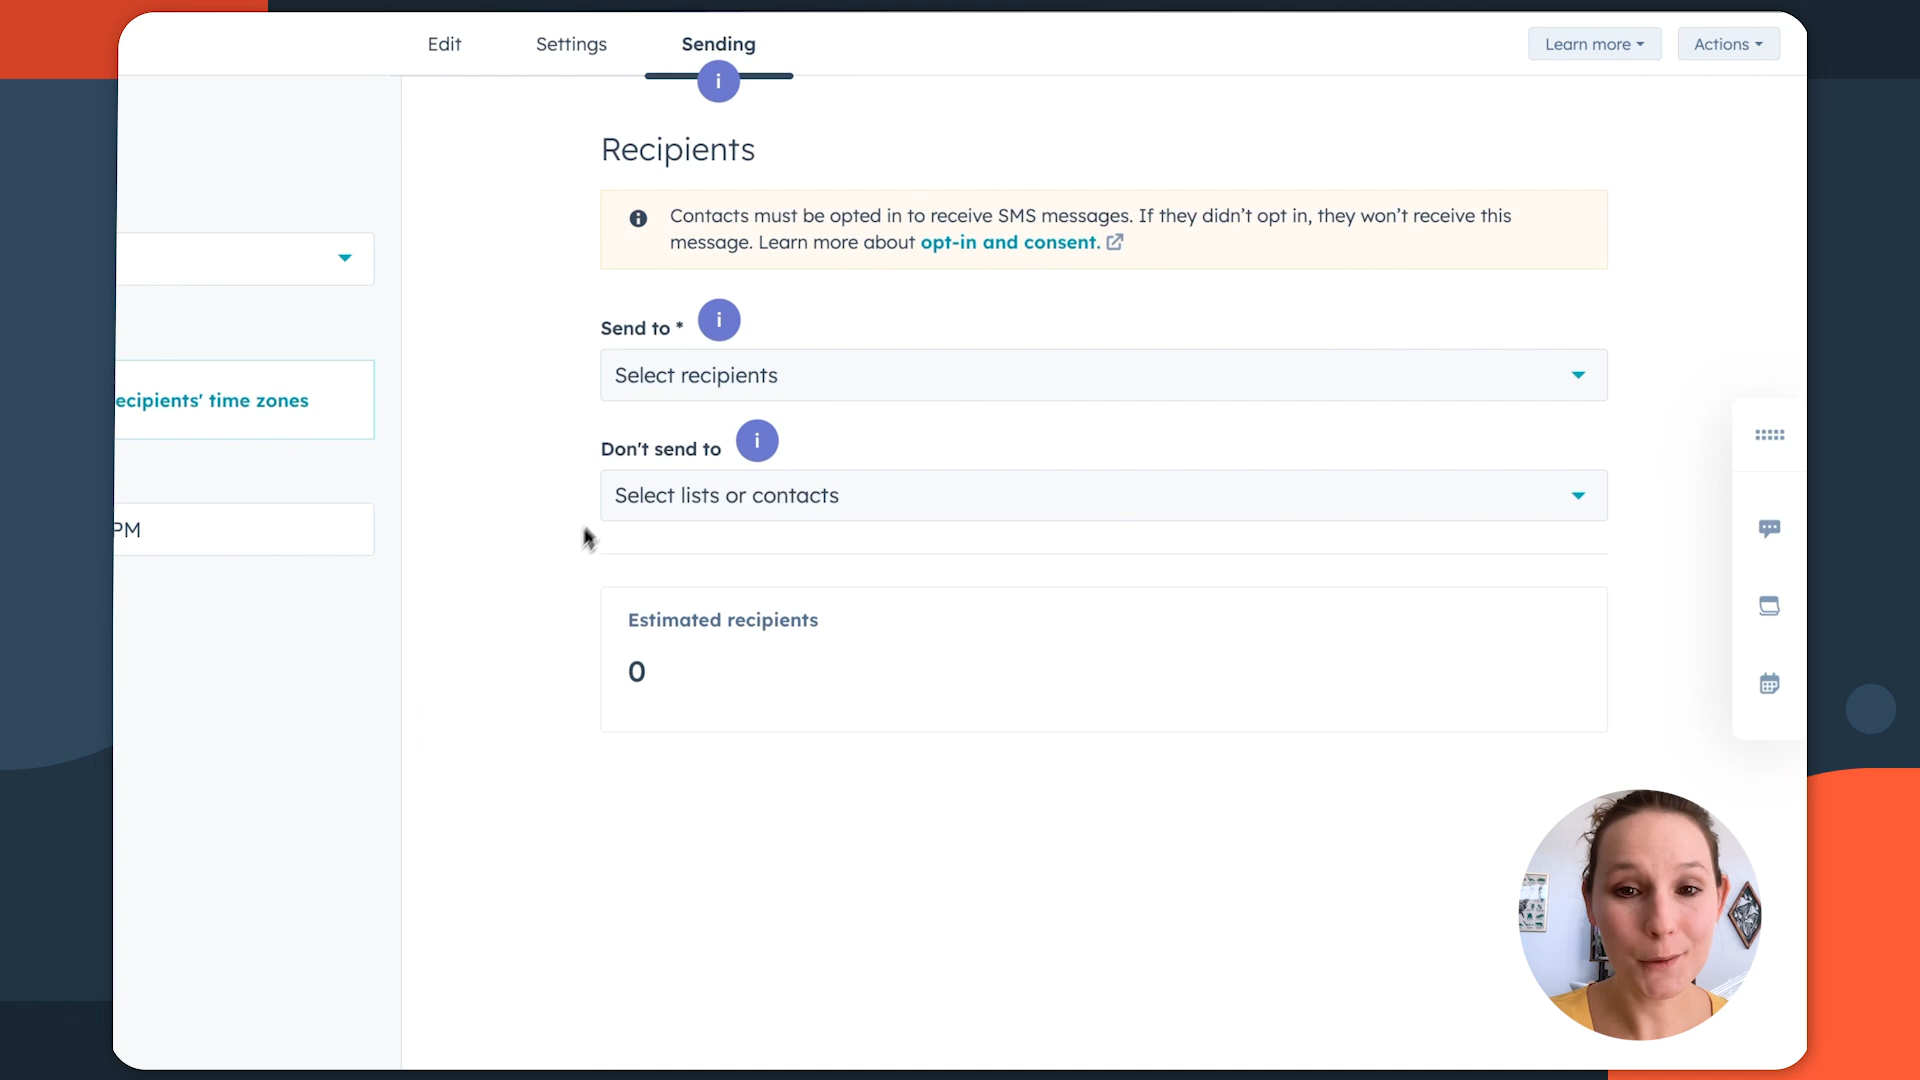 Edit
Settings
Sending
Learn more
Actions
i
Recipients
Contacts must be opted in to receive SMS messages. If they didn't opt in, they won't receive this
message. Learn more about opt-in and consent.
Send to *
i
Select recipients
Don't send to
i
Select lists or contacts
ecipients' time zones
PM
Estimated recipients
0